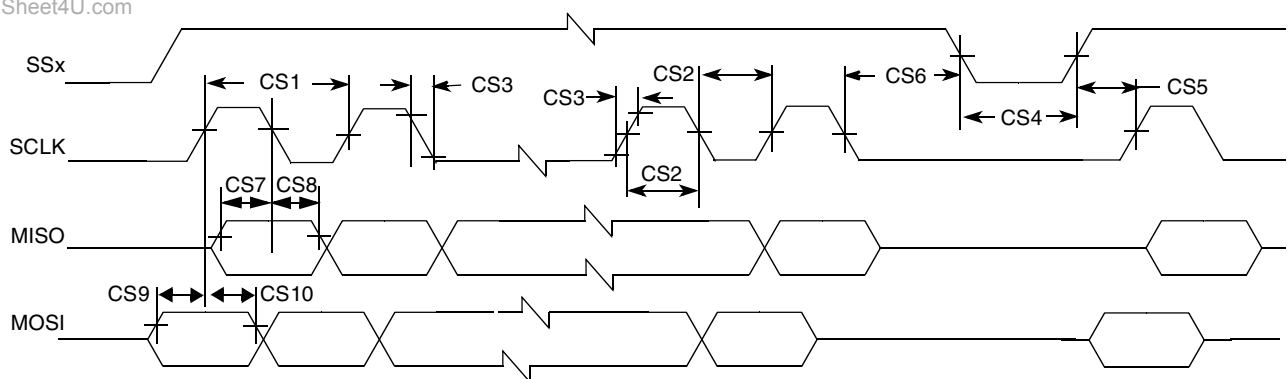 Sheet4U.com
SSx
CS1
CS3
CS3
CS2
CS6
CS5
CS4
SCLK
CS2
CS7
CS8
MISO
CS9
CS10
MOSI